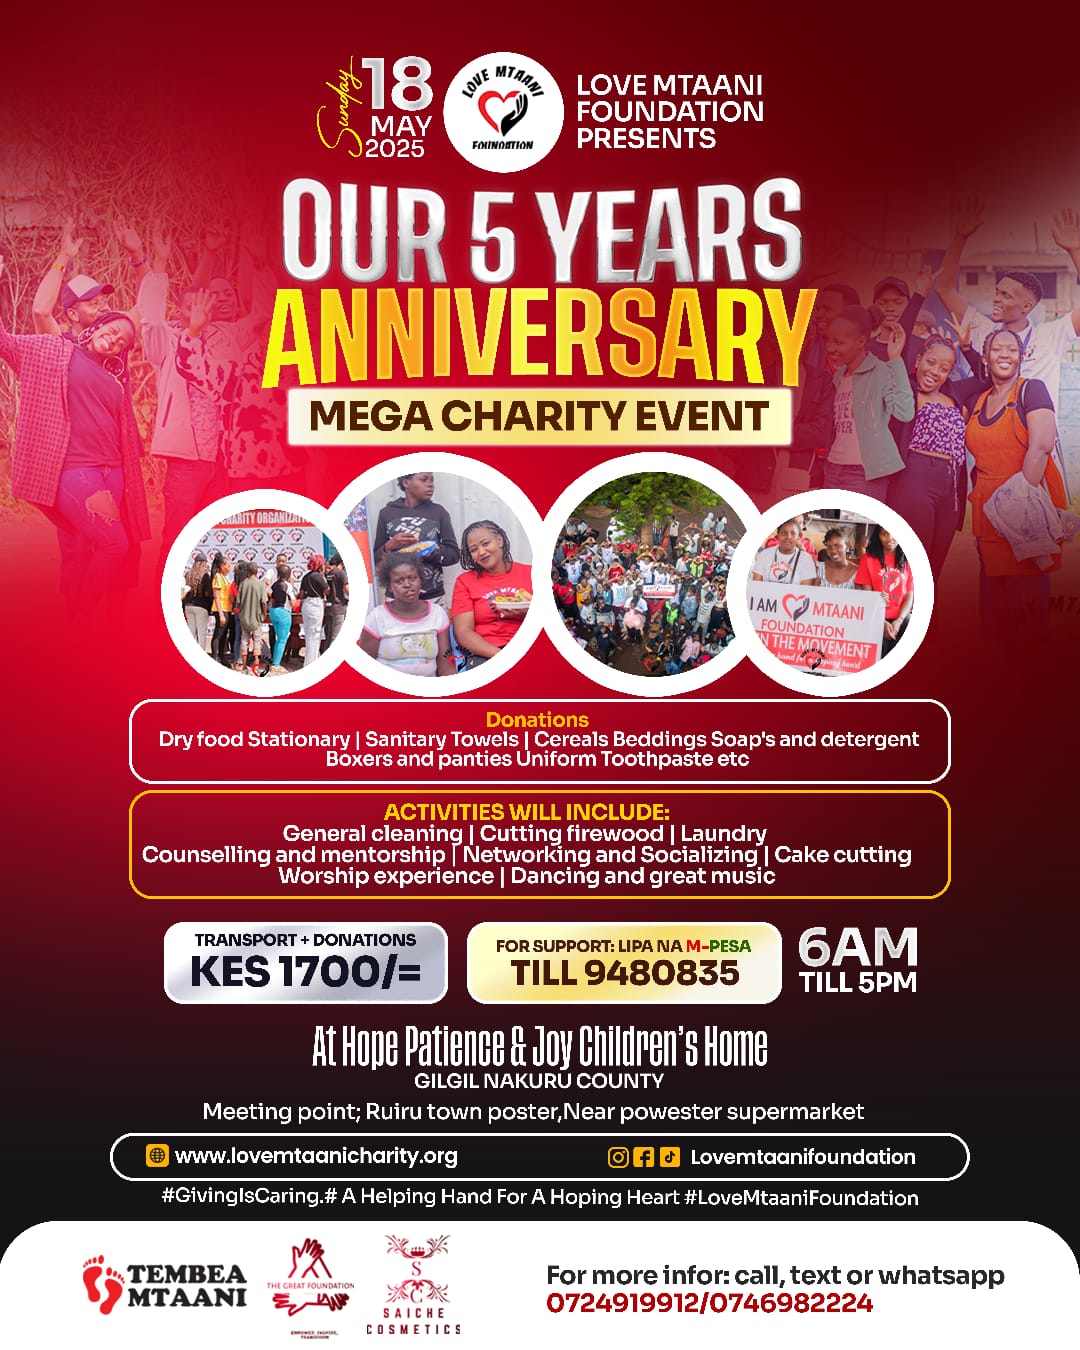 Sunday
18
MAY
2025
LOVE MTAANI
FOUNDATION
LOVE MTAANI
FOUNDATION
PRESENTS
OUR 5 YEARS
ANNIVERSARY
MEGA CHARITY EVENT
CHARITY ORGANIZATI
I AM MTAANI
FOUNDATION
IN THE MOVEMENT
Donations
Dry food Stationary | Sanitary Towels | Cereals Beddings Soap's and detergent
Boxers and panties Uniform Toothpaste etc
ACTIVITIES WILL INCLUDE:
General cleaning | Cutting firewood | Laundry
Counselling and mentorship | Networking and Socializing | Cake cutting
Worship experience | Dancing and great music
TRANSPORT + DONATIONS
KES 1700/=
FOR SUPPORT: LIPA NA M-PESA
TILL 9480835
6AM
TILL 5PM
At Hope Patience & Joy Children's Home
GILGIL NAKURU COUNTY
Meeting point; Ruiru town poster,Near powester supermarket
www.lovemtaanicharity.org
Lovemtaanifoundation
#GivingIsCaring.# A Helping Hand For A Hoping Heart #LoveMtaaniFoundation
TEMBEA
MTAANI
THE GREAT FOUNDATION
EMPOWER, INSPIRE,
TRANSFORM
S
C
SAICHE
COSMETICS
For more infor: call, text or whatsapp
0724919912/0746982224